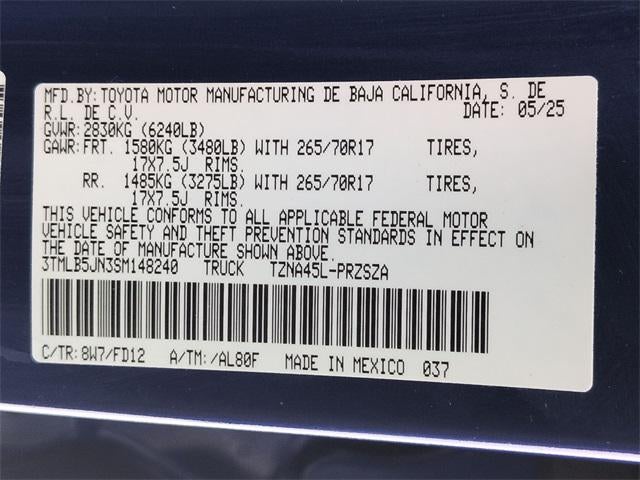 MFD.BY:TOYOTA MOTOR MANUFACTURING DE BAJA CALIFORNIA, S. DE
R.L. DE C.V. DATE: 05/25
GVWR:2830KG (6240LB)
GAWR:FRT. 1580KG (3480LB) WITH 265/70R17 TIRES,
17X7.5J RIMS.
RR. 1485KG (3275LB) WITH 265/70R17 TIRES,
17X7.5J RIMS.
THIS VEHICLE CONFORMS TO ALL APPLICABLE FEDERAL MOTOR
VEHICLE SAFETY AND THEFT PREVENTION STANDARDS IN EFFECT ON
THE DATE OF MANUFACTURE SHOWN ABOVE.
3TMLB5JN3SM148240 TRUCK TZNA45L-PRZSZA
C/TR:8W7/FD12 A/TM:/AL80F MADE IN MEXICO 037